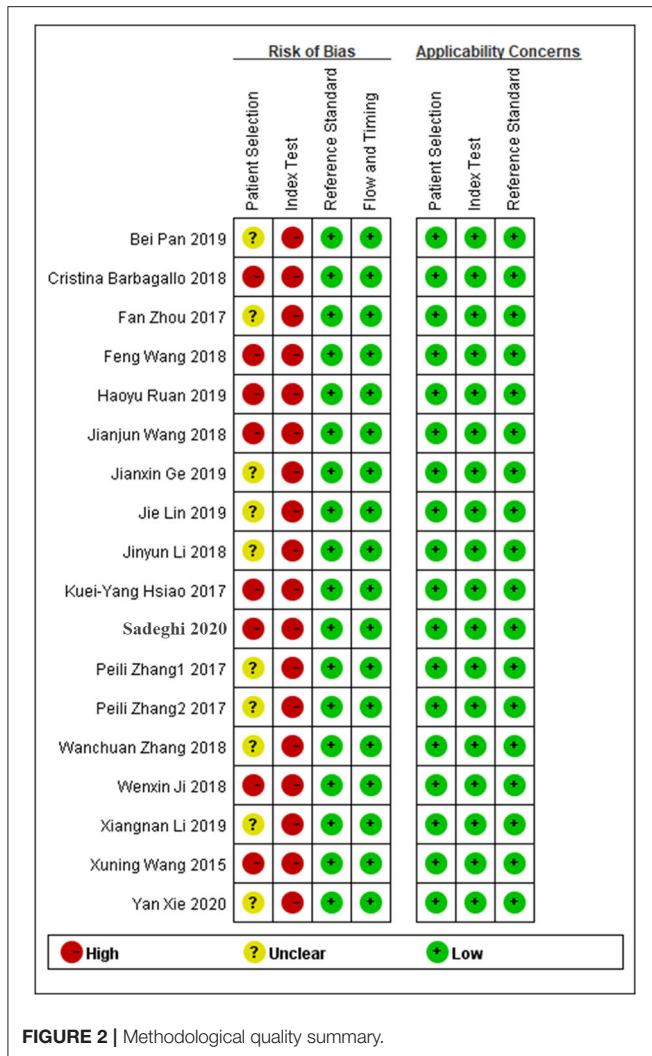 Risk of Bias Applicability Concerns
Patient Selection
Index Test
Reference Standard
Flow and Timing
Patient Selection
Index Test
Reference Standard
Bei Pan 2019 ? - + + + + +
Cristina Barbagallo 2018 - - + + + + +
Fan Zhou 2017 ? - + + + + +
Feng Wang 2018 - - + + + + +
Haoyu Ruan 2019 - - + + + + +
Jianjun Wang 2018 - - + + + + +
Jianxin Ge 2019 ? - + + + + +
Jie Lin 2019 ? - + + + + +
Jinyun Li 2018 ? - + + + + +
Kuei-Yang Hsiao 2017 - - + + + + +
Sadeghi 2020 - - + + + + +
Peili Zhang1 2017 ? - + + + + +
Peili Zhang2 2017 ? - + + + + +
Wanchuan Zhang 2018 ? - + + + + +
Wenxin Ji 2018 - - + + + + +
Xiangnan Li 2019 ? - + + + + +
Xuning Wang 2015 - - + + + + +
Yan Xie 2020 ? - + + + + +
- High ? Unclear + Low
FIGURE 2 | Methodological quality summary.